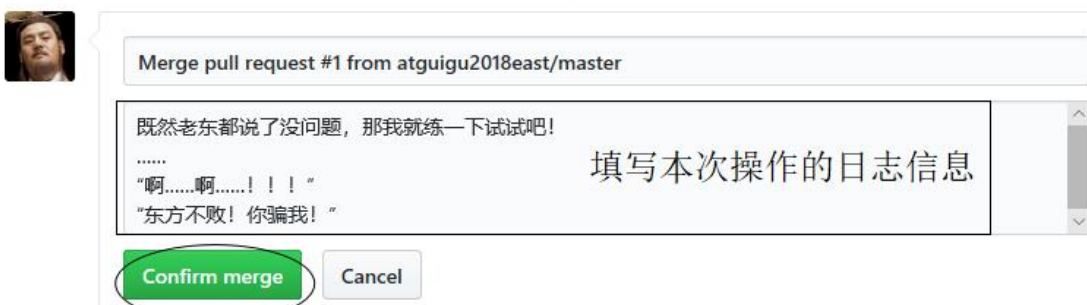 Merge pull request #1 from atguigu2018east/master
既然老东都说了没问题，那我就练一下试试吧！
......
“啊......啊......！！！”
“东方不败！你骗我！”
填写本次操作的日志信息
Confirm merge
Cancel